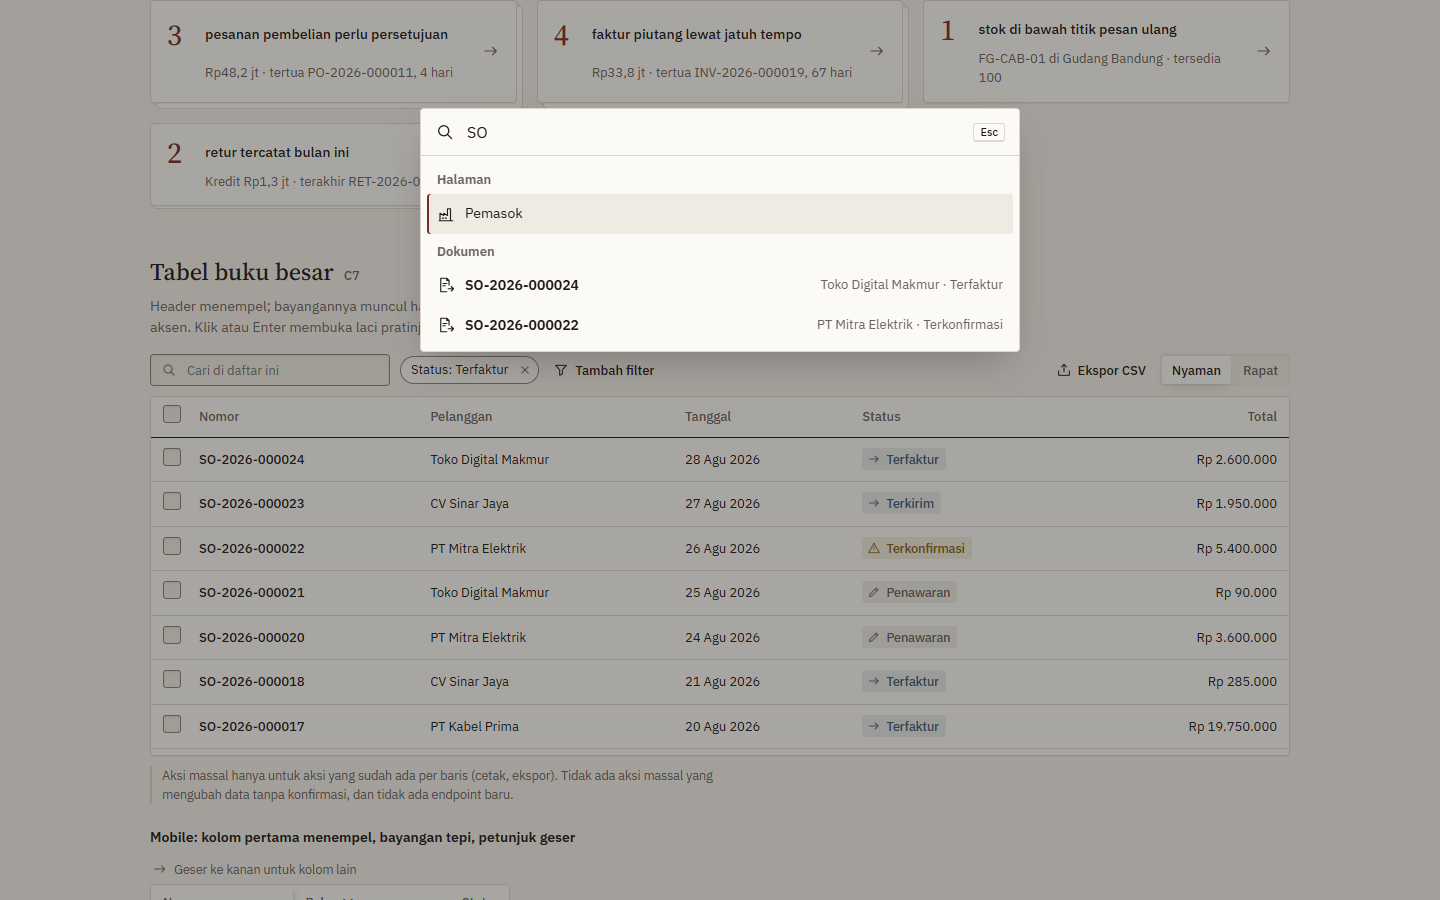 3
pesanan pembelian perlu persetujuan
Rp48,2 jt · tertua PO-2026-000011, 4 hari
4
faktur piutang lewat jatuh tempo
Rp33,8 jt · tertua INV-2026-000019, 67 hari
1
stok di bawah titik pesan ulang
FG-CAB-01 di Gudang Bandung · tersedia
100
2
retur tercatat bulan ini
Kredit Rp1,3 jt · terakhir RET-2026-0
SO
Esc
Halaman
Pemasok
Dokumen
SO-2026-000024
Toko Digital Makmur · Terfaktur
SO-2026-000022
PT Mitra Elektrik · Terkonfirmasi
Tabel buku besar C7
Header menempel; bayangannya muncul
aksen. Klik atau Enter membuka laci
Cari di daftar ini
Status: Terfaktur
Tambah filter
Ekspor CSV
Nyaman
Rapat
Nomor Pelanggan Tanggal Status Total
SO-2026-000024 Toko Digital Makmur 28 Agu 2026 Terfaktur Rp 2.600.000
SO-2026-000023 CV Sinar Jaya 27 Agu 2026 Terkirim Rp 1.950.000
SO-2026-000022 PT Mitra Elektrik 26 Agu 2026 Terkonfirmasi Rp 5.400.000
SO-2026-000021 Toko Digital Makmur 25 Agu 2026 Penawaran Rp 90.000
SO-2026-000020 PT Mitra Elektrik 24 Agu 2026 Penawaran Rp 3.600.000
SO-2026-000018 CV Sinar Jaya 21 Agu 2026 Terfaktur Rp 285.000
SO-2026-000017 PT Kabel Prima 20 Agu 2026 Terfaktur Rp 19.750.000
Aksi massal hanya untuk aksi yang sudah ada per baris (cetak, ekspor). Tidak ada aksi massal yang
mengubah data tanpa konfirmasi, dan tidak ada endpoint baru.
Mobile: kolom pertama menempel, bayangan tepi, petunjuk geser
Geser ke kanan untuk kolom lain